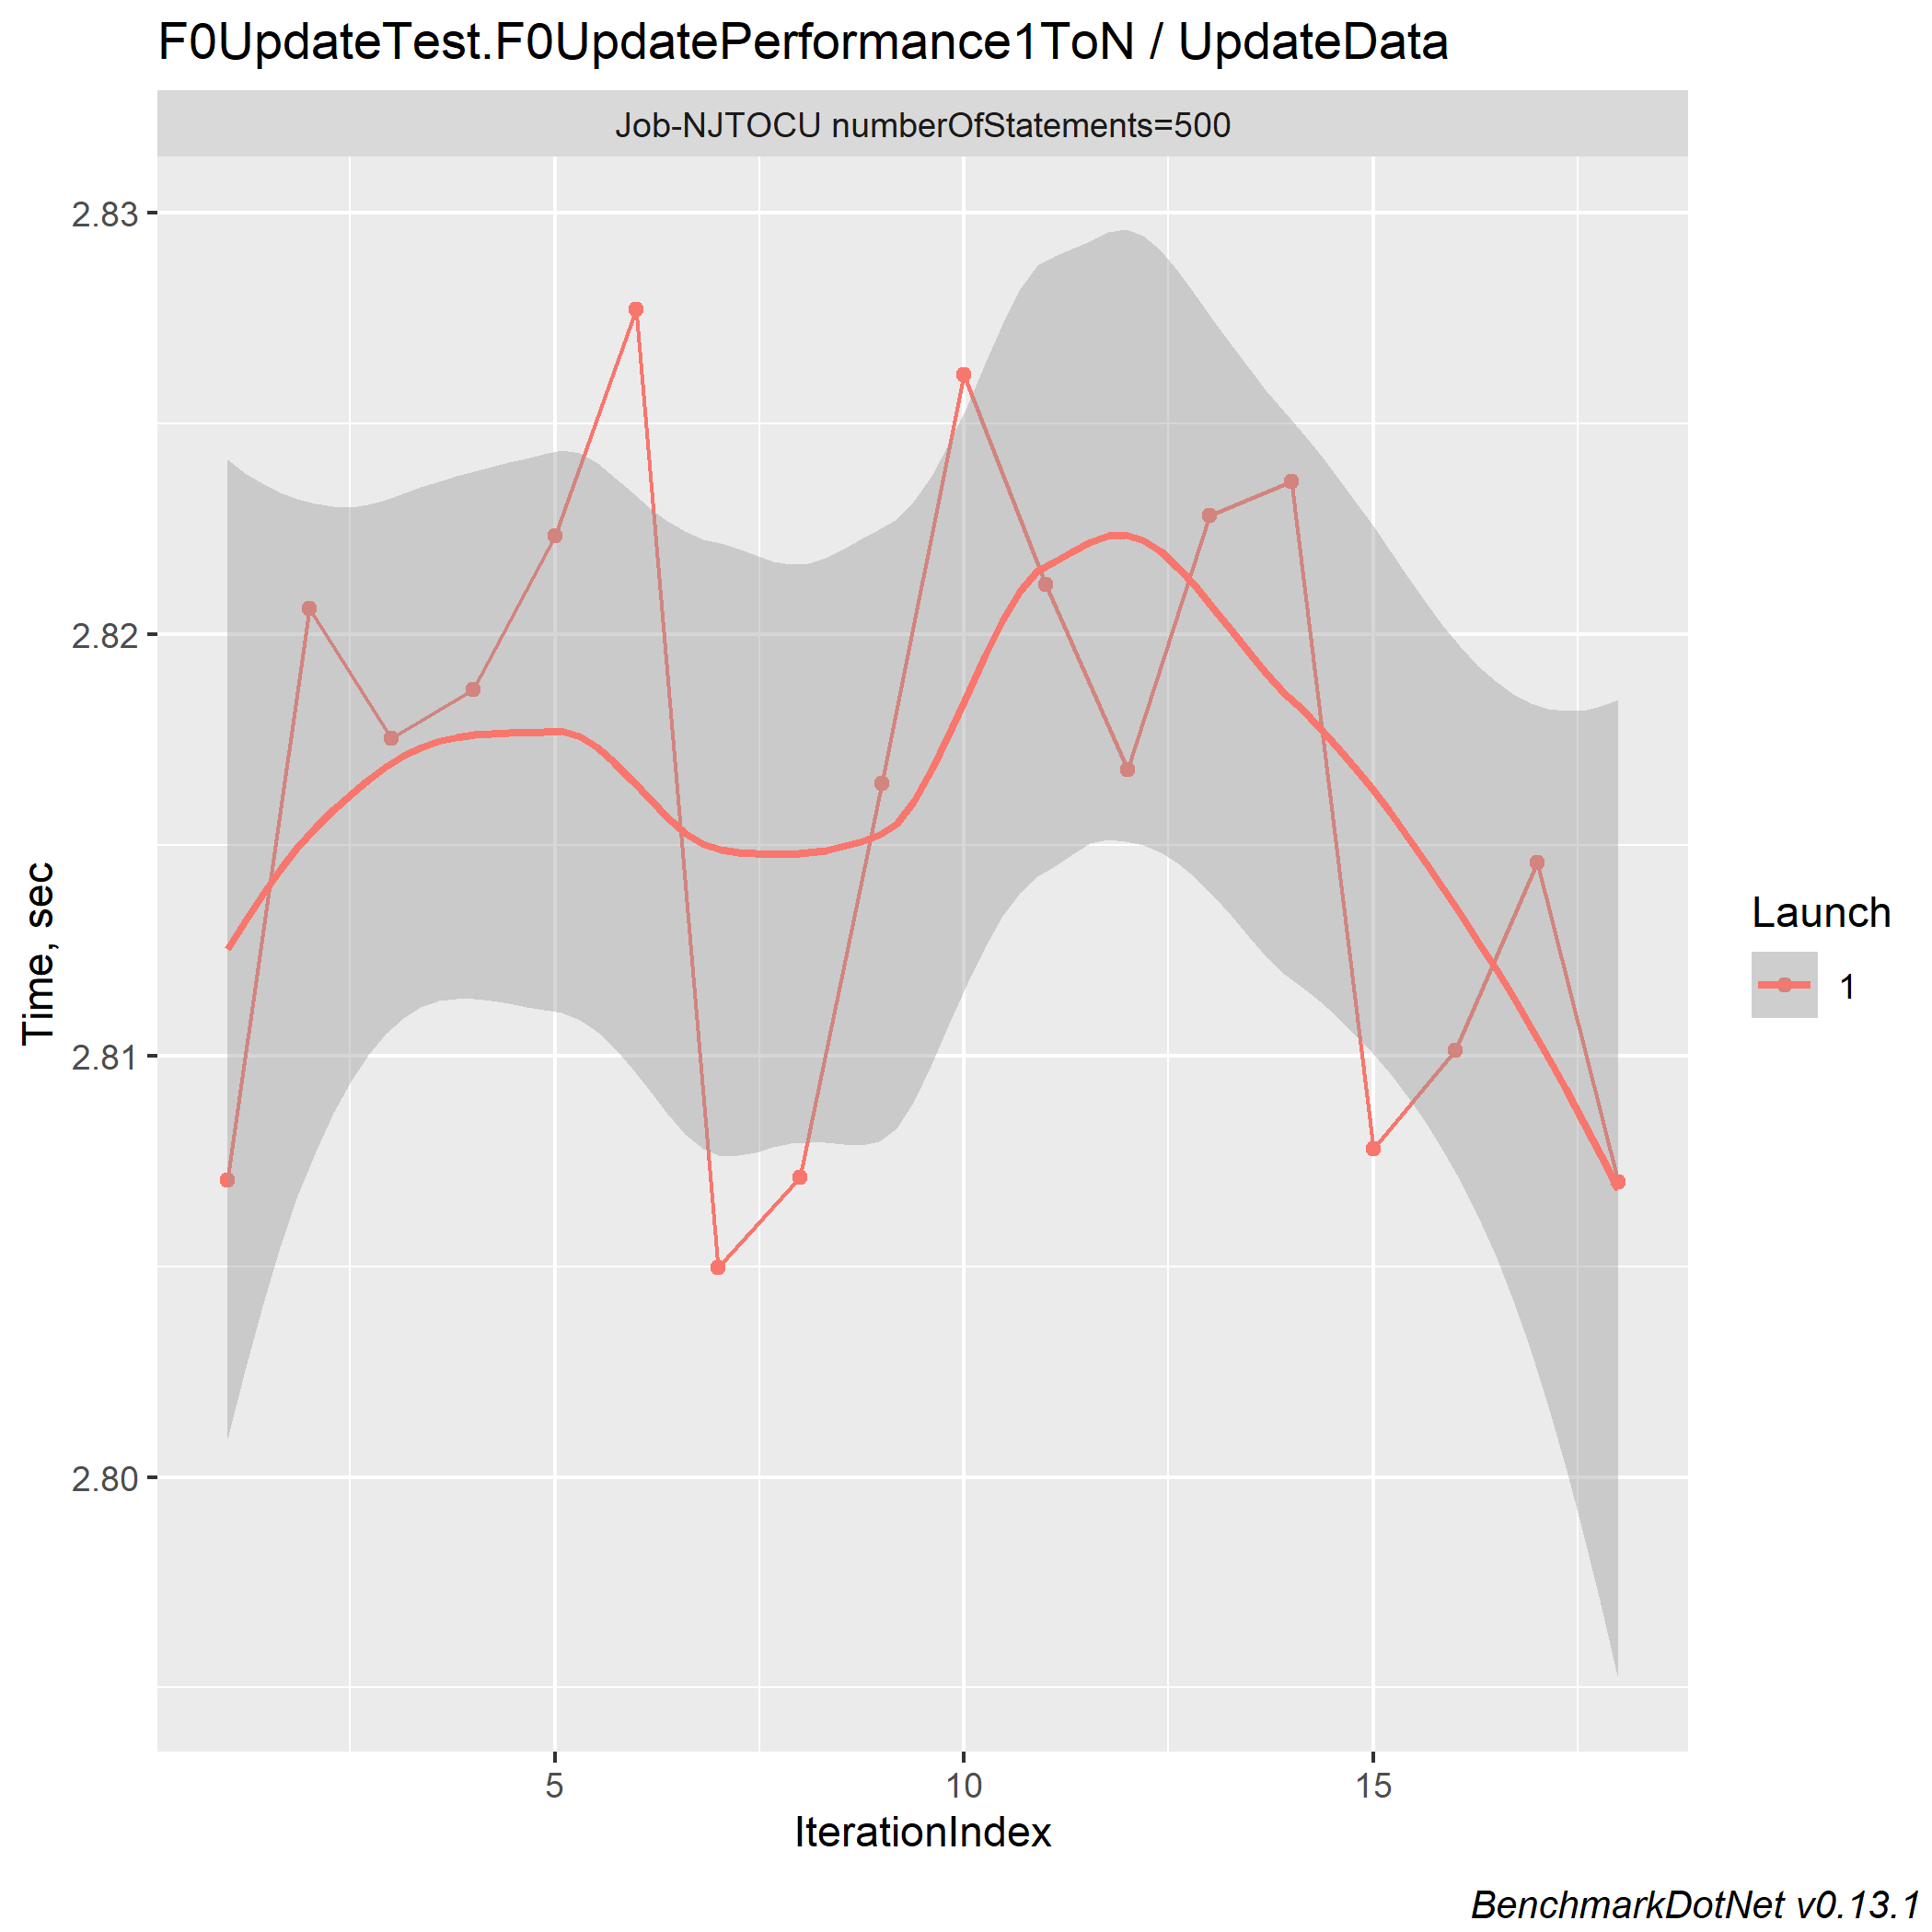 F0UpdateTest.F0UpdatePerformance1ToN / UpdateData
Job-NJTOCU numberOfStatements=500
2.83
2.82
2.81
2.80
Time, sec
5
10
15
IterationIndex
Launch
1
BenchmarkDotNet v0.13.1